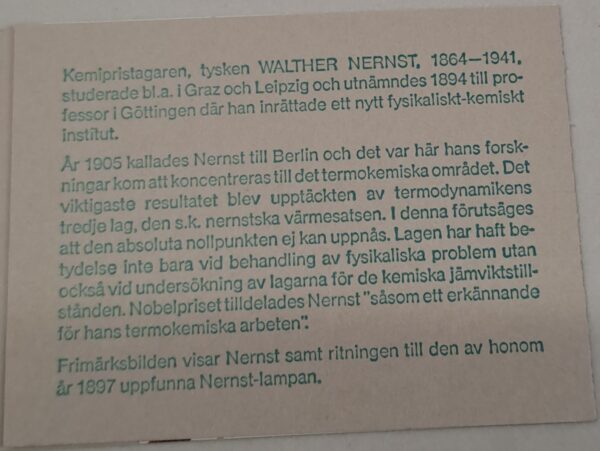 Kemipristagaren, tysken WALTHER NERNST, 1864—1941,
studerade bl.a. i Graz och Leipzig och utnämndes 1894 till pro-
fessor i Göttingen där han inrättade ett nytt fysikaliskt-kemiskt
institut.
År 1905 kallades Nernst till Berlin och det var här hans forsk-
ningar kom att koncentreras till det termokemiska området. Det
viktigaste resultatet blev upptäckten av termodynamikens
tredje lag, den s.k. nernstska värmesatsen. I denna förutsäges
att den absoluta nollpunkten ej kan uppnås. Lagen har haft be-
tydelse inte bara vid behandling av fysikaliska problem utan
också vid undersökning av lagarna för de kemiska jämviktstill-
stånden. Nobelpriset tilldelades Nernst "såsom ett erkännande
för hans termokemiska arbeten".
Frimärksbilden visar Nernst samt ritningen till den av honom
år 1897 uppfunna Nernst-lampan.